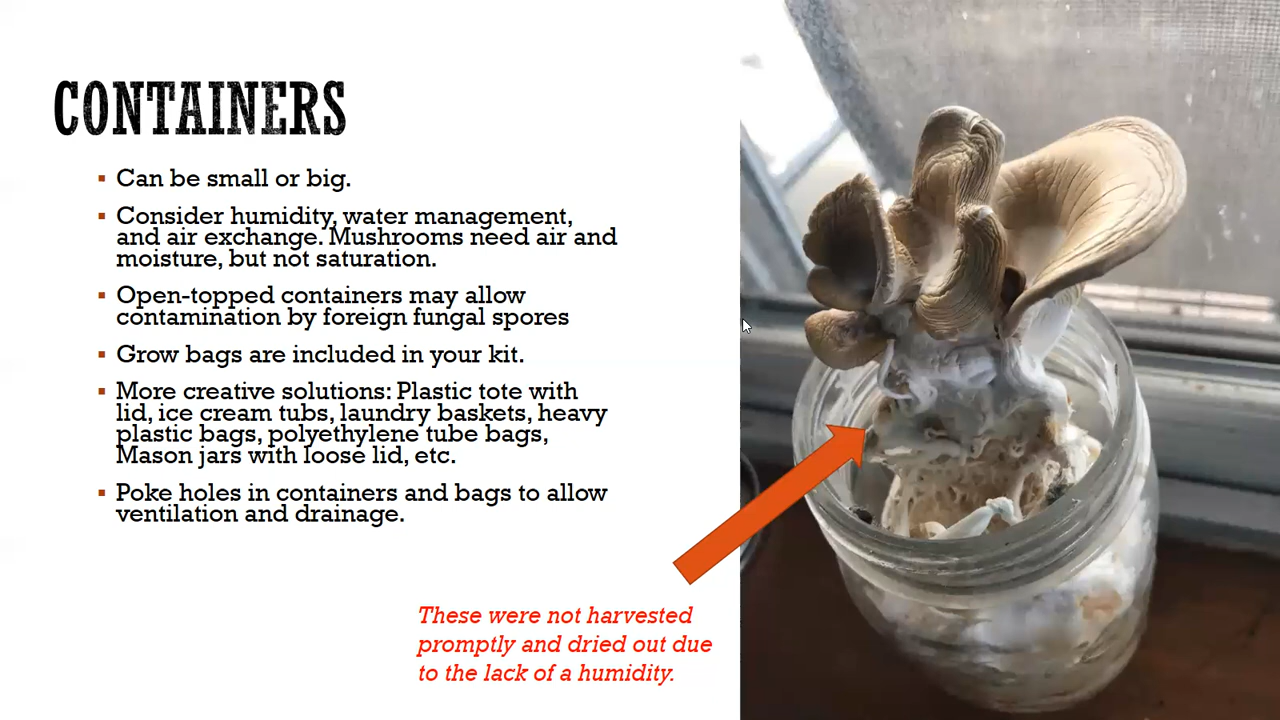 CONTAINERS
▪ Can be small or big.
▪ Consider humidity, water management,
and air exchange. Mushrooms need air and
moisture, but not saturation.
▪ Open-topped containers may allow
contamination by foreign fungal spores
▪ Grow bags are included in your kit.
▪ More creative solutions: Plastic tote with
lid, ice cream tubs, laundry baskets, heavy
plastic bags, polyethylene tube bags,
Mason jars with loose lid, etc.
▪ Poke holes in containers and bags to allow
ventilation and drainage.
These were not harvested
promptly and dried out due
to the lack of a humidity.